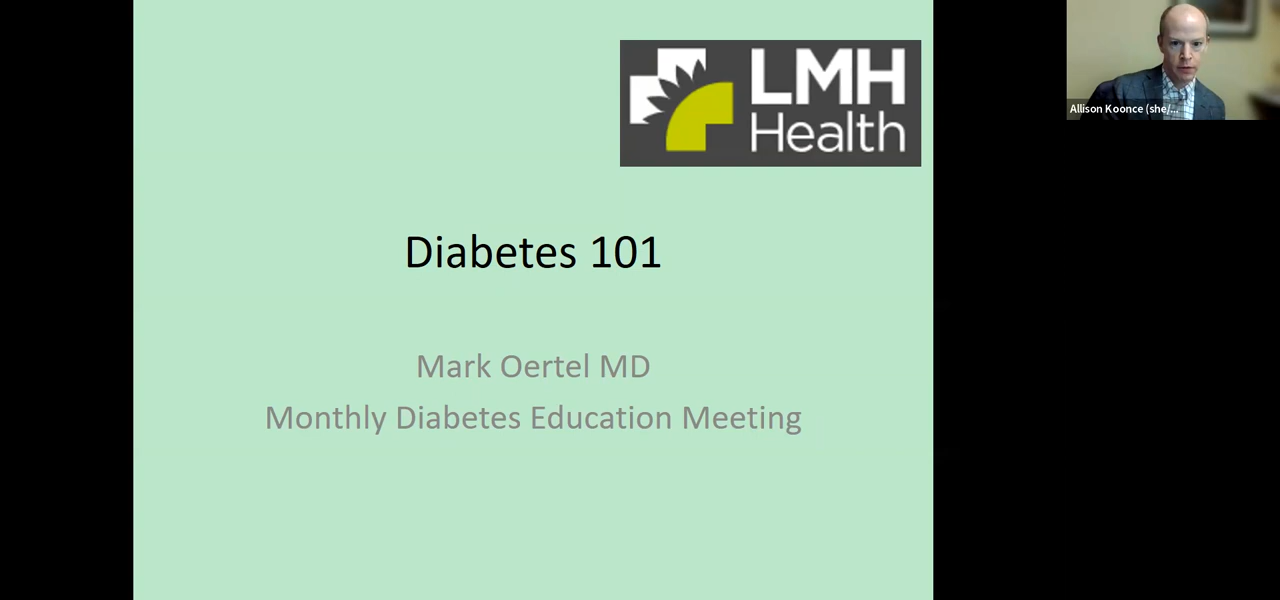 LMH
Health
Diabetes 101
Mark Oertel MD
Monthly Diabetes Education Meeting
Allison Koonce (she/...